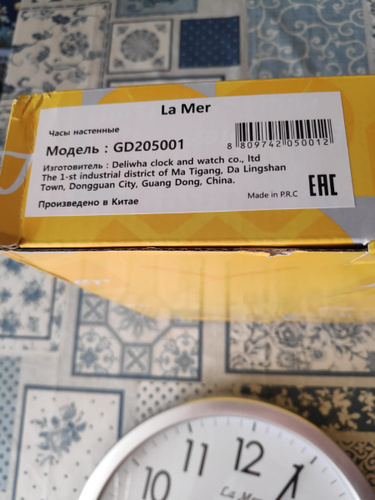 La Mer
Часы настенные
Модель : GD205001
8 809742 050012
Изготовитель : Deliwha clock and watch co., ltd
The 1-st industrial district of Ma Tigang, Da Lingshan
Town, Dongguan City, Guang Dong, China.
Made in P.R.C
EAC
Произведено в Китае
11 12 1
10
La Mer